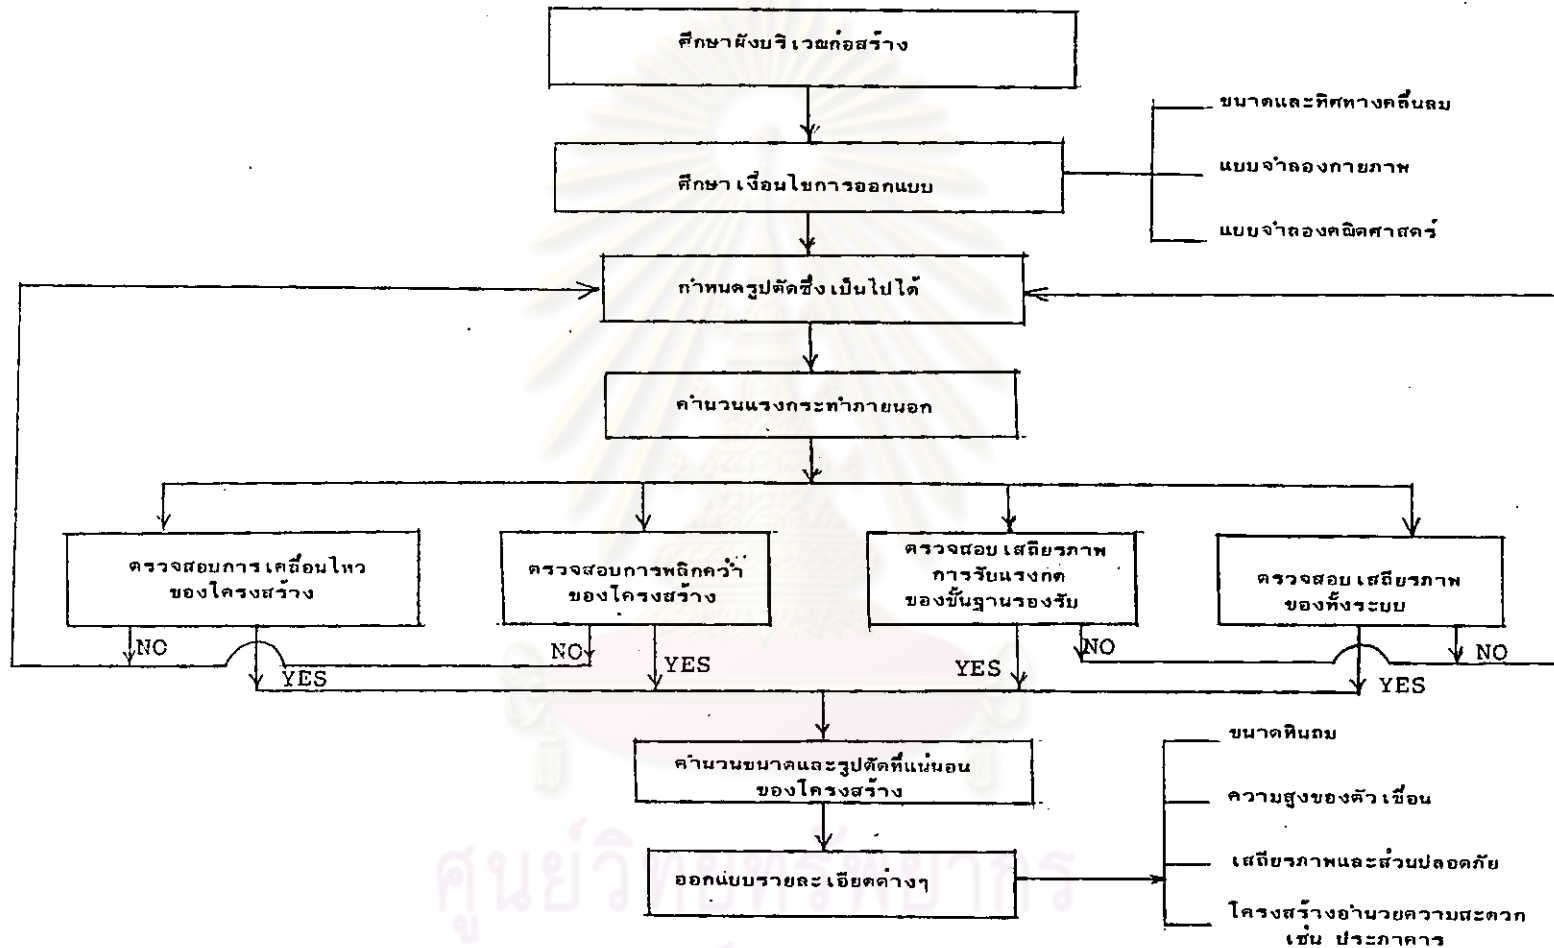 ศึกษาผังบริเวณก่อสร้าง
ศึกษาเงื่อนไขการออกแบบ
ขนาดและทิศทางคลื่นลม
แบบจำลองกายภาพ
แบบจำลองคณิตศาสตร์
กำหนดรูปตัดซึ่งเป็นไปได้
คำนวนแรงกระทำภายนอก
ตรวจสอบการเคลื่อนไหว
ของโครงสร้าง
ตรวจสอบการพลิกคว่ำ
ของโครงสร้าง
ตรวจสอบเสถียรภาพ
การรับแรงกด
ของชั้นฐานรองรับ
ตรวจสอบเสถียรภาพ
ของทั้งระบบ
NO
YES
NO
YES
YES
NO
YES
NO
คำนวนขนาดและรูปตัดที่แน่นอน
ของโครงสร้าง
ออกแบบรายละเอียดต่างๆ
ขนาดหินถม
ความสูงของตัวเขื่อน
เสถียรภาพและส่วนปลอดภัย
โครงสร้างอำนวยความสะดวก
เช่น ประภาคาร
ศูนย์วิทยทรัพยากร